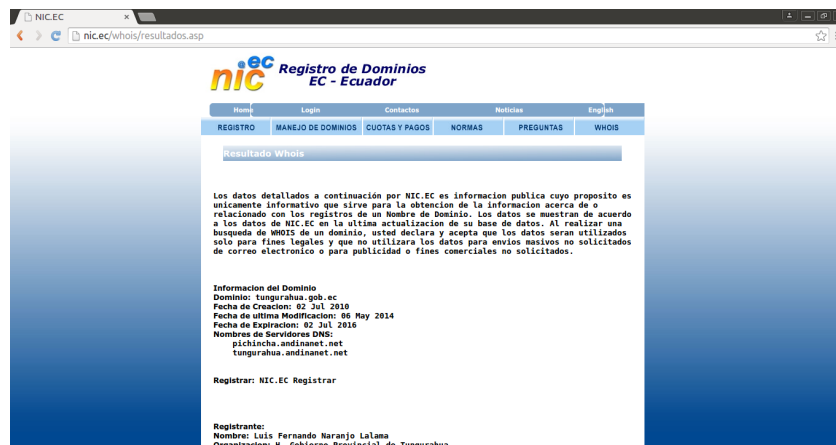 NIC.EC
nic.ec/whois/resultados.asp
nic ec
Registro de Dominios
EC - Ecuador
Home Login Contactos Noticias English
REGISTRO MANEJO DE DOMINIOS CUOTAS Y PAGOS NORMAS PREGUNTAS WHOIS
Resultado Whois
Los datos detallados a continuación por NIC.EC es informacion publica cuyo proposito es
unicamente informativo que sirve para la obtencion de la informacion acerca de o
relacionado con los registros de un Nombre de Dominio. Los datos se muestran de acuerdo
a los datos de NIC.EC en la ultima actualizacion de su base de datos. Al realizar una
busqueda de WHOIS de un dominio, usted declara y acepta que los datos seran utilizados
solo para fines legales y que no utilizara los datos para envios masivos no solicitados
de correo electronico o para publicidad o fines comerciales no solicitados.
Informacion del Dominio
Dominio: tungurahua.gob.ec
Fecha de Creacion: 02 Jul 2010
Fecha de ultima Modificacion: 06 May 2014
Fecha de Expiracion: 02 Jul 2016
Nombres de Servidores DNS:
pichincha.andinanet.net
tungurahua.andinanet.net
Registrar: NIC.EC Registrar
Registrante:
Nombre: Luis Fernando Naranjo Lalama
Organizacion: H. Gobierno Provincial de Tungurahua